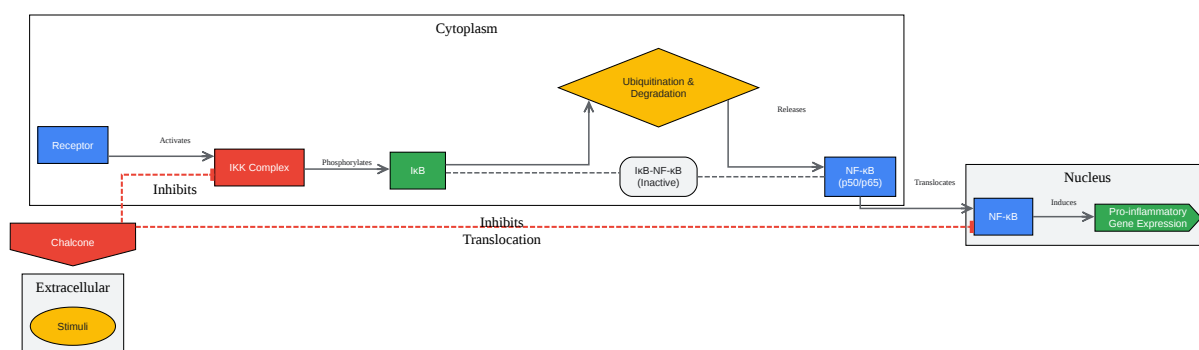 Cytoplasm
Ubiquitination &
Degradation
Releases
Receptor
Activates
IKK Complex
Phosphorylates
IκB
IκB-NF-κB
(Inactive)
NF-κB
(p50/p65)
Translocates
Nucleus
NF-κB
Induces
Pro-inflammatory
Gene Expression
Inhibits
Inhibits
Translocation
Chalcone
Extracellular
Stimuli